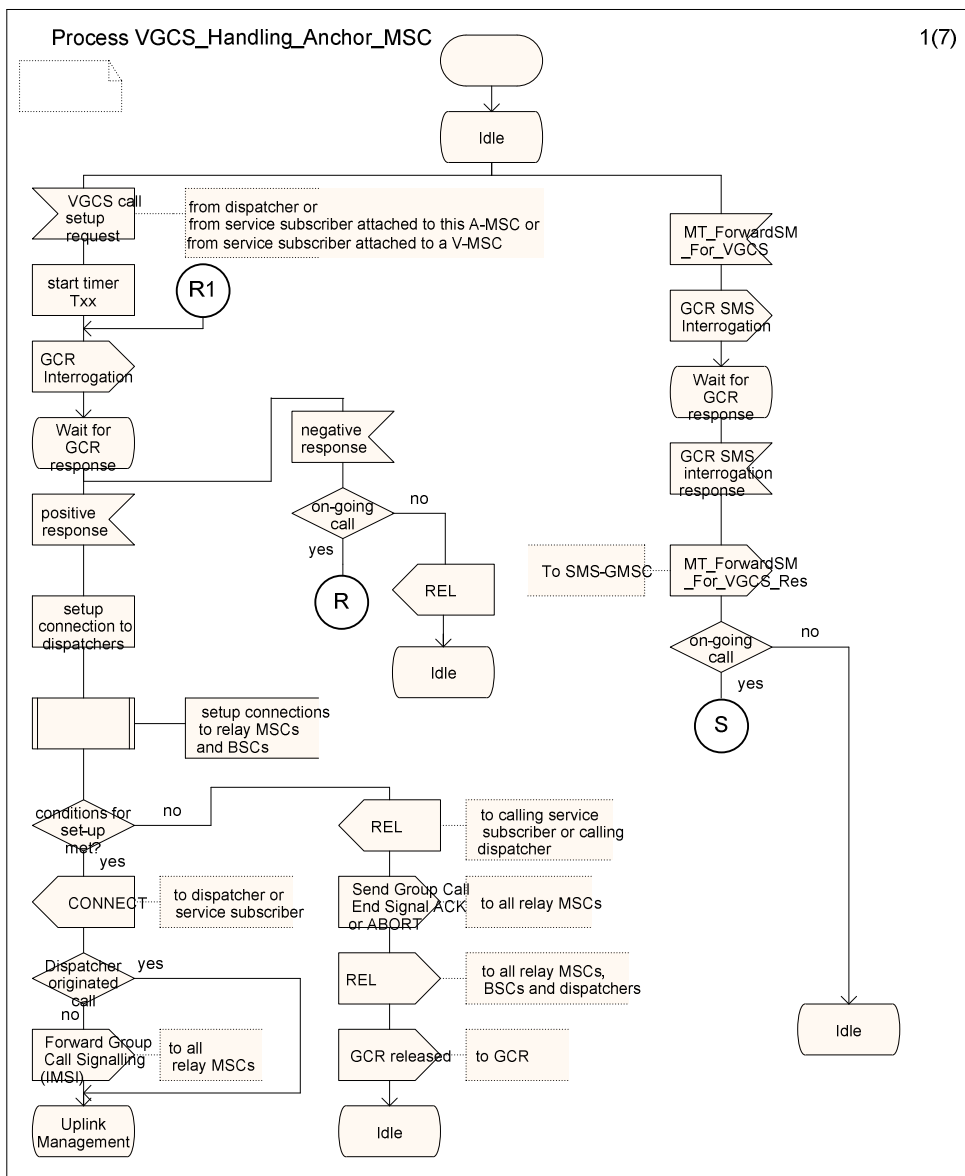 Process VGCS_Handling_Anchor_MSC
1(7)
Idle
VGCS call
setup
request
from dispatcher or
from service subscriber attached to this A-MSC or
from service subscriber attached to a V-MSC
MT_ForwardSM
_For_VGCS
start timer
Txx
R1
GCR SMS
Interrogation
GCR
Interrogation
Wait for
GCR
response
Wait for
GCR
response
negative
response
GCR SMS
interrogation
response
positive
response
on-going
call
no
yes
To SMS-GMSC
MT_ForwardSM
_For_VGCS_Res
REL
R
setup
connection to
dispatchers
on-going
call
no
yes
Idle
S
setup connections
to relay MSCs
and BSCs
conditions for
set-up
met?
no
yes
REL
to calling service
subscriber or calling
dispatcher
CONNECT
to dispatcher or
service subscriber
Send Group Call
End Signal ACK
or ABORT
to all relay MSCs
Dispatcher
originated
call
yes
no
REL
to all relay MSCs,
BSCs and dispatchers
Idle
Forward Group
Call Signalling
(IMSI)
to all
relay MSCs
GCR released
to GCR
Uplink
Management
Idle